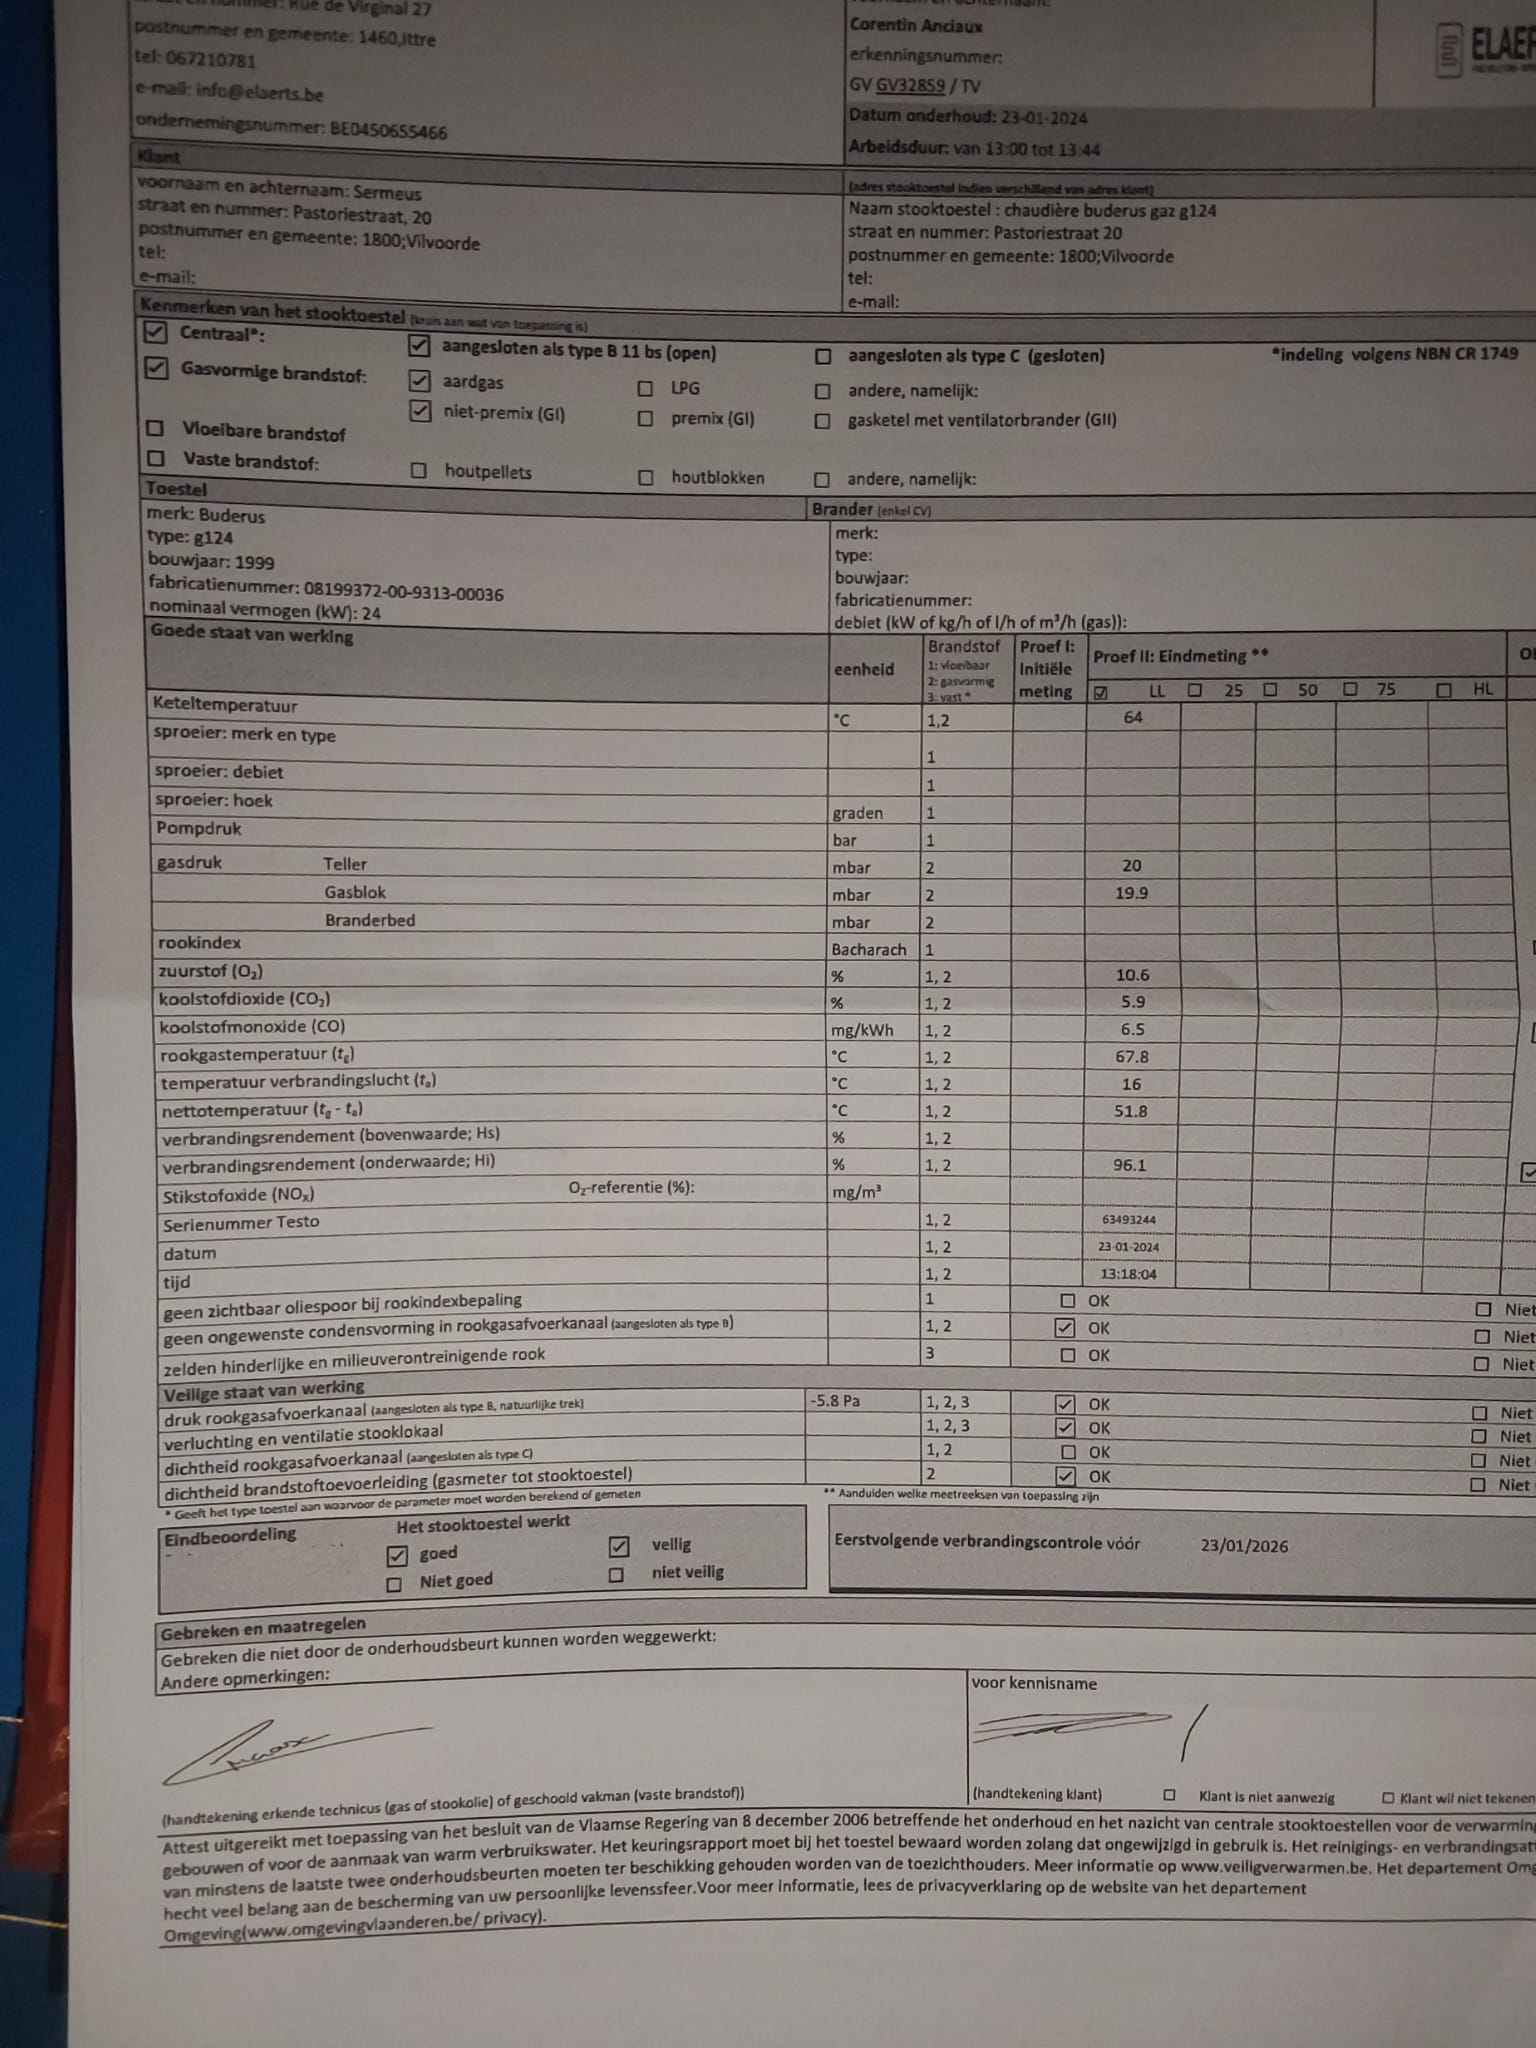 nummer: Rue de Virginal 27
postnummer en gemeente: 1460,Ittre
tel: 067210781
e-mail: info@elaerts.be
ondernemingsnummer: BE0450655466
Corentin Anciaux
erkenningsnummer:
GV GV32859 / TV
Datum onderhoud: 23-01-2024
Arbeidsduur: van 13:00 tot 13:44
ELAER
Klant
voornaam en achternaam: Sermeus
straat en nummer: Pastoriestraat, 20
postnummer en gemeente: 1800;Vilvoorde
tel:
e-mail:
(adres stooktoestel indien verschillend van adres klant)
Naam stooktoestel : chaudière buderus gaz g124
straat en nummer: Pastoriestraat 20
postnummer en gemeente: 1800;Vilvoorde
tel:
e-mail:
Kenmerken van het stooktoestel (kruis aan wat van toepassing is)
☑ Centraal*: ☑ aangesloten als type B 11 bs (open) ☐ aangesloten als type C (gesloten) *indeling volgens NBN CR 1749
☑ Gasvormige brandstof: ☑ aardgas ☐ LPG ☐ andere, namelijk:
☑ niet-premix (GI) ☐ premix (GI) ☐ gasketel met ventilatorbrander (GII)
☐ Vloeibare brandstof
☐ Vaste brandstof: ☐ houtpellets ☐ houtblokken ☐ andere, namelijk:
Toestel
merk: Buderus
type: g124
bouwjaar: 1999
fabricatienummer: 08199372-00-9313-00036
nominaal vermogen (kW): 24
Brander (enkel CV)
merk:
type:
bouwjaar:
fabricatienummer:
debiet (kW of kg/h of l/h of m³/h (gas)):
Goede staat van werking
eenheid
Brandstof
1: vloeibaar
2: gasvormig
3: vast *
Proef I:
Initiële
meting
Proef II: Eindmeting **
☑ LL ☐ 25 ☐ 50 ☐ 75 ☐ HL
Keteltemperatuur °C 1,2 64
sproeier: merk en type 1
sproeier: debiet 1
sproeier: hoek graden 1
Pompdruk bar 1
gasdruk Teller mbar 2 20
Gasblok mbar 2 19.9
Branderbed mbar 2
rookindex Bacharach 1
zuurstof (O₂) % 1, 2 10.6
koolstofdioxide (CO₂) % 1, 2 5.9
koolstofmonoxide (CO) mg/kWh 1, 2 6.5
rookgastemperatuur (tg) °C 1, 2 67.8
temperatuur verbrandingslucht (ta) °C 1, 2 16
nettotemperatuur (tg - ta) °C 1, 2 51.8
verbrandingsrendement (bovenwaarde; Hs) % 1, 2
verbrandingsrendement (onderwaarde; Hi) % 1, 2 96.1
Stikstofoxide (NOx) O₂-referentie (%): mg/m³
Serienummer Testo 1, 2 63493244
datum 1, 2 23-01-2024
tijd 1, 2 13:18:04
geen zichtbaar oliespoor bij rookindexbepaling 1 ☐ OK ☐ Niet
geen ongewenste condensvorming in rookgasafvoerkanaal (aangesloten als type B) 1, 2 ☑ OK ☐ Niet
zelden hinderlijke en milieuverontreinigende rook 3 ☐ OK ☐ Niet
Veilige staat van werking
druk rookgasafvoerkanaal (aangesloten als type B, natuurlijke trek) -5.8 Pa 1, 2, 3 ☑ OK ☐ Niet
verluchting en ventilatie stooklokaal 1, 2, 3 ☑ OK ☐ Niet
dichtheid rookgasafvoerkanaal (aangesloten als type C) 1, 2 ☐ OK ☐ Niet
dichtheid brandstoftoevoerleiding (gasmeter tot stooktoestel) 2 ☑ OK ☐ Niet
* Geeft het type toestel aan waarvoor de parameter moet worden berekend of gemeten
** Aanduiden welke meetreeksen van toepassing zijn
Eindbeoordeling Het stooktoestel werkt
☑ goed ☑ veilig
☐ Niet goed ☐ niet veilig
Eerstvolgende verbrandingscontrole vóór 23/01/2026
Gebreken en maatregelen
Gebreken die niet door de onderhoudsbeurt kunnen worden weggewerkt:
Andere opmerkingen:
voor kennisname
(handtekening erkende technicus (gas of stookolie) of geschoold vakman (vaste brandstof))
(handtekening klant) ☐ Klant is niet aanwezig ☐ Klant wil niet tekenen
Attest uitgereikt met toepassing van het besluit van de Vlaamse Regering van 8 december 2006 betreffende het onderhoud en het nazicht van centrale stooktoestellen voor de verwarming
gebouwen of voor de aanmaak van warm verbruikswater. Het keuringsrapport moet bij het toestel bewaard worden zolang dat ongewijzigd in gebruik is. Het reinigings- en verbrandingsat
van minstens de laatste twee onderhoudsbeurten moeten ter beschikking gehouden worden van de toezichthouders. Meer informatie op www.veiligverwarmen.be. Het departement Omg
hecht veel belang aan de bescherming van uw persoonlijke levenssfeer.Voor meer informatie, lees de privacyverklaring op de website van het departement
Omgeving(www.omgevingvlaanderen.be/ privacy).